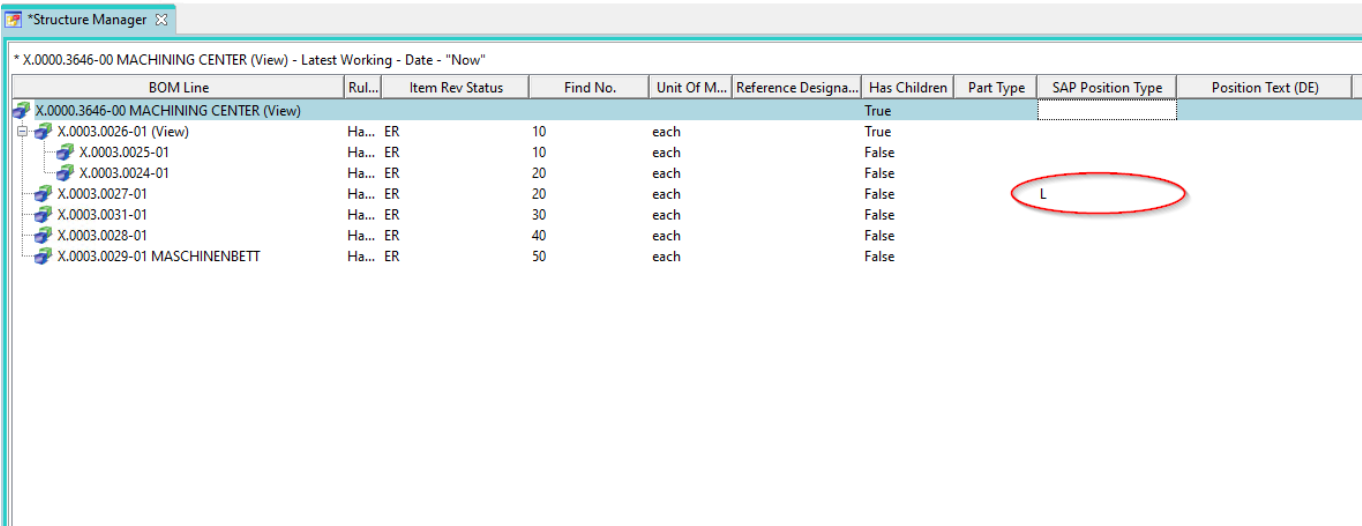 *Structure Manager
* X.0000.3646-00 MACHINING CENTER (View) - Latest Working - Date - "Now"
BOM Line Rul... Item Rev Status Find No. Unit Of M... Reference Designa... Has Children Part Type SAP Position Type Position Text (DE)
X.0000.3646-00 MACHINING CENTER (View) True
X.0003.0026-01 (View) Ha... ER 10 each True
X.0003.0025-01 Ha... ER 10 each False
X.0003.0024-01 Ha... ER 20 each False
X.0003.0027-01 Ha... ER 20 each False L
X.0003.0031-01 Ha... ER 30 each False
X.0003.0028-01 Ha... ER 40 each False
X.0003.0029-01 MASCHINENBETT Ha... ER 50 each False